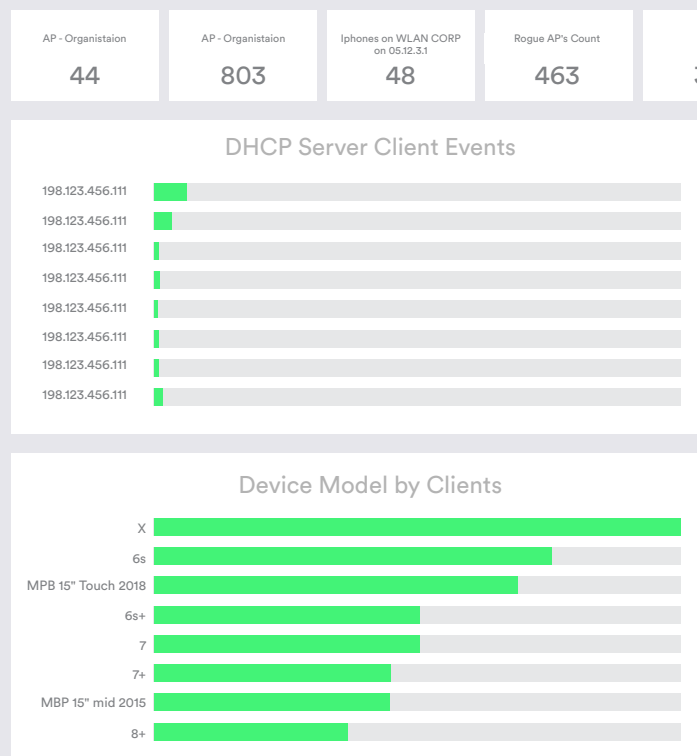 AP - Organistaion
44
AP - Organistaion
803
Iphones on WLAN CORP
on 05.12.3.1
48
Rogue AP's Count
463
DHCP Server Client Events
198.123.456.111
198.123.456.111
198.123.456.111
198.123.456.111
198.123.456.111
198.123.456.111
198.123.456.111
198.123.456.111
Device Model by Clients
X
6s
MPB 15" Touch 2018
6s+
7
7+
MBP 15" mid 2015
8+